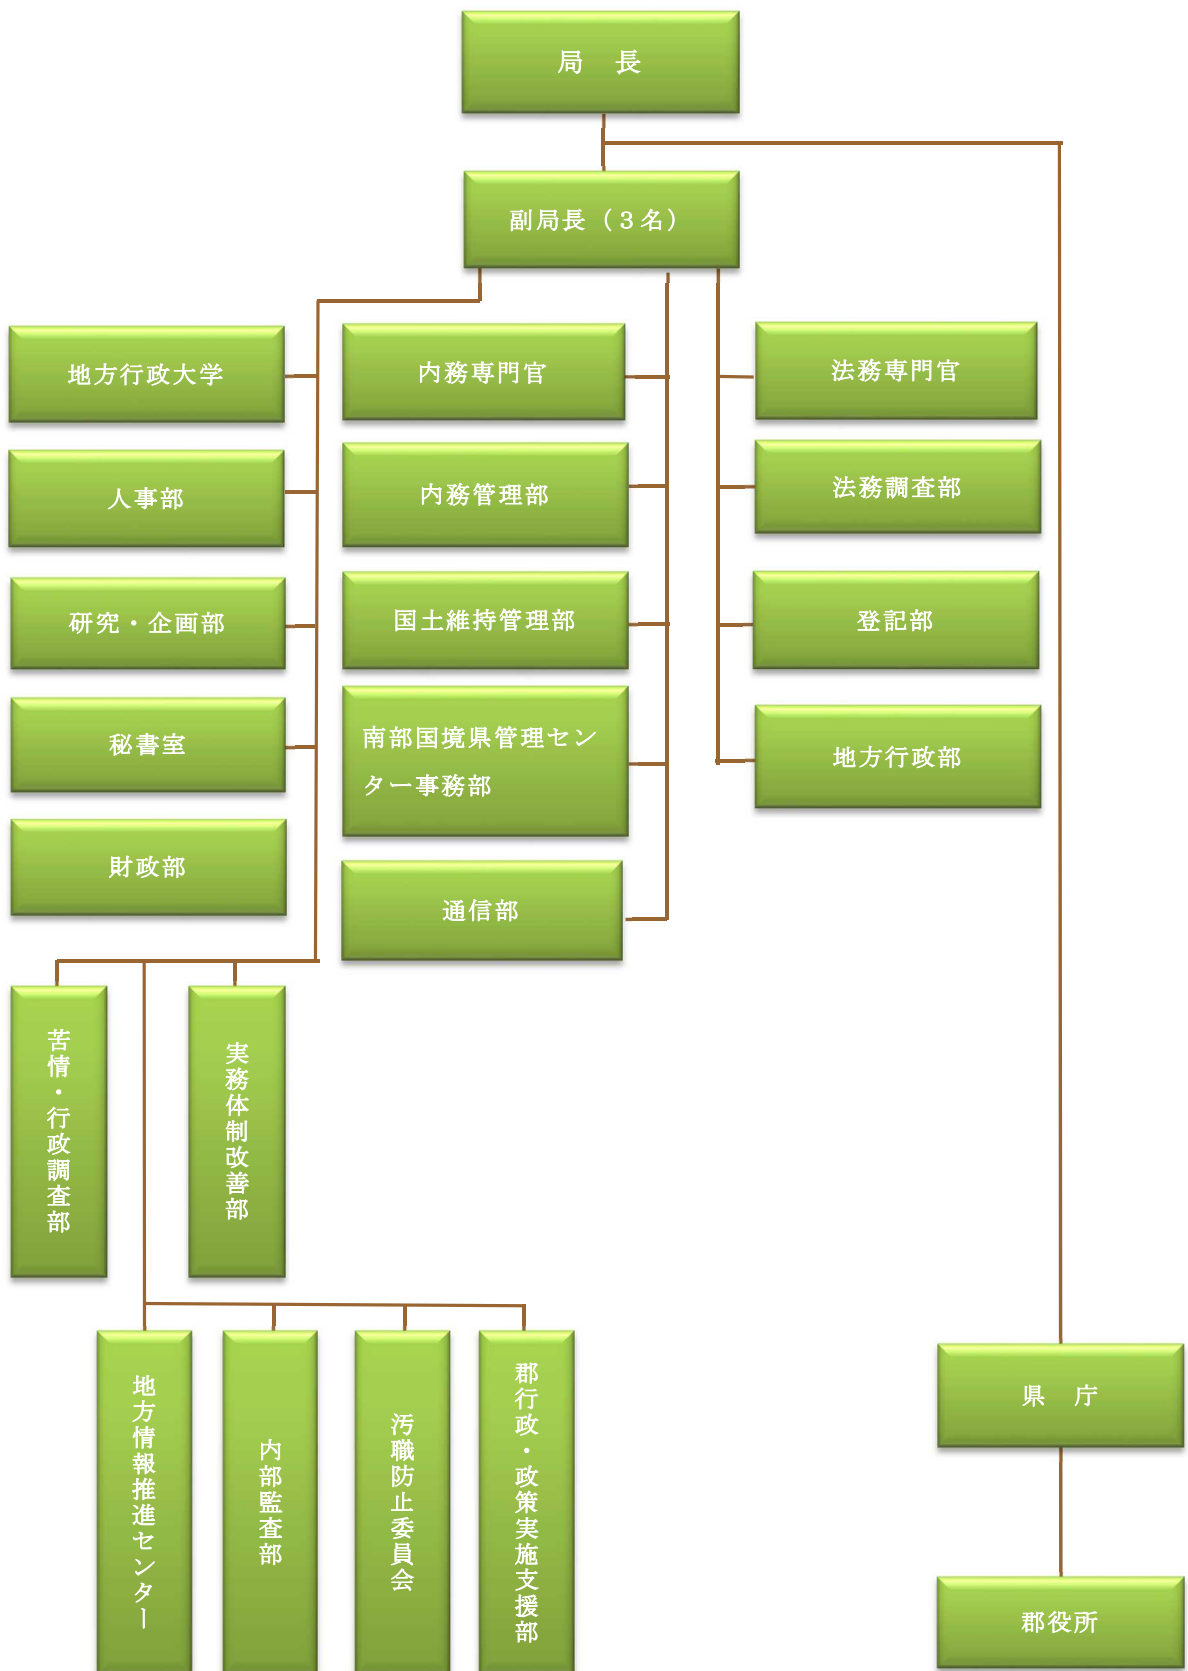 局　長
副局長（３名）
地方行政大学
人事部
研究・企画部
秘書室
財政部
内務専門官
内務管理部
国土維持管理部
南部国境県管理セン
ター事務部
通信部
法務専門官
法務調査部
登記部
地方行政部
苦情・行政調査部
実務体制改善部
地方情報推進センター
内部監査部
汚職防止委員会
郡行政・政策実施支援部
県　庁
郡役所